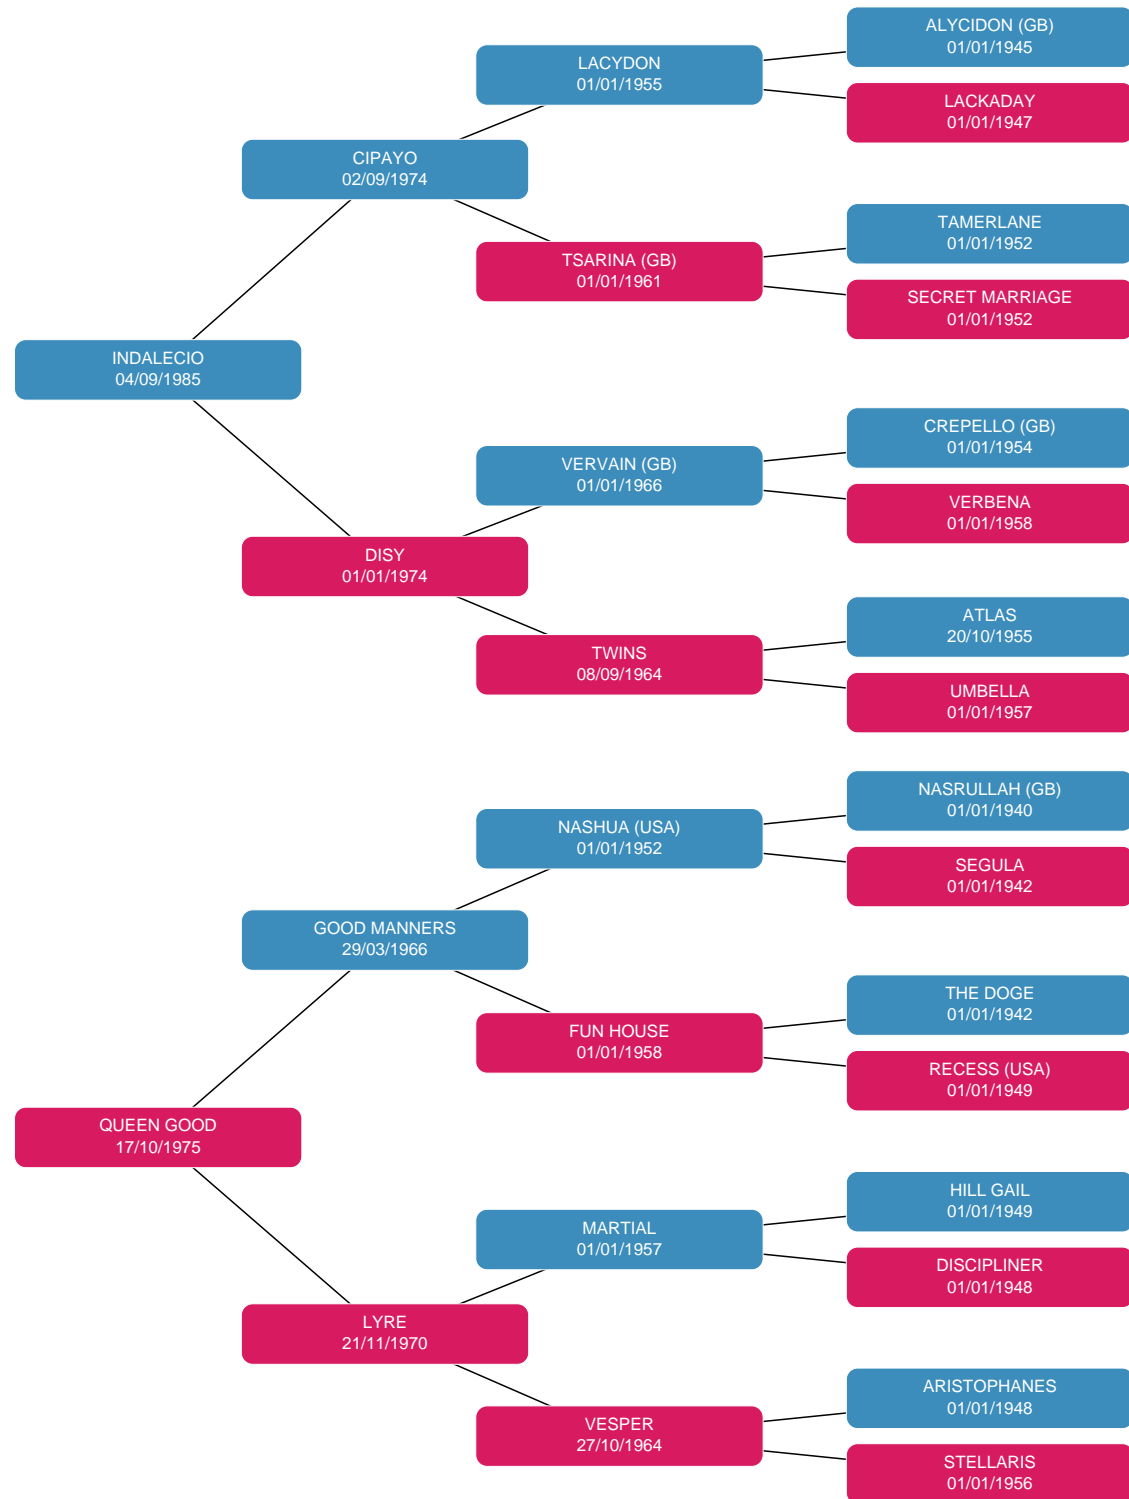 ALYCIDON (GB)
01/01/1945
LACYDON
01/01/1955
LACKADAY
01/01/1947
CIPAYO
02/09/1974
TAMERLANE
01/01/1952
TSARINA (GB)
01/01/1961
SECRET MARRIAGE
01/01/1952
INDALECIO
04/09/1985
CREPELLO (GB)
01/01/1954
VERVAIN (GB)
01/01/1966
VERBENA
01/01/1958
DISY
01/01/1974
ATLAS
20/10/1955
TWINS
08/09/1964
UMBELLA
01/01/1957
NASRULLAH (GB)
01/01/1940
NASHUA (USA)
01/01/1952
SEGULA
01/01/1942
GOOD MANNERS
29/03/1966
THE DOGE
01/01/1942
FUN HOUSE
01/01/1958
RECESS (USA)
01/01/1949
QUEEN GOOD
17/10/1975
HILL GAIL
01/01/1949
MARTIAL
01/01/1957
DISCIPLINER
01/01/1948
LYRE
21/11/1970
ARISTOPHANES
01/01/1948
VESPER
27/10/1964
STELLARIS
01/01/1956